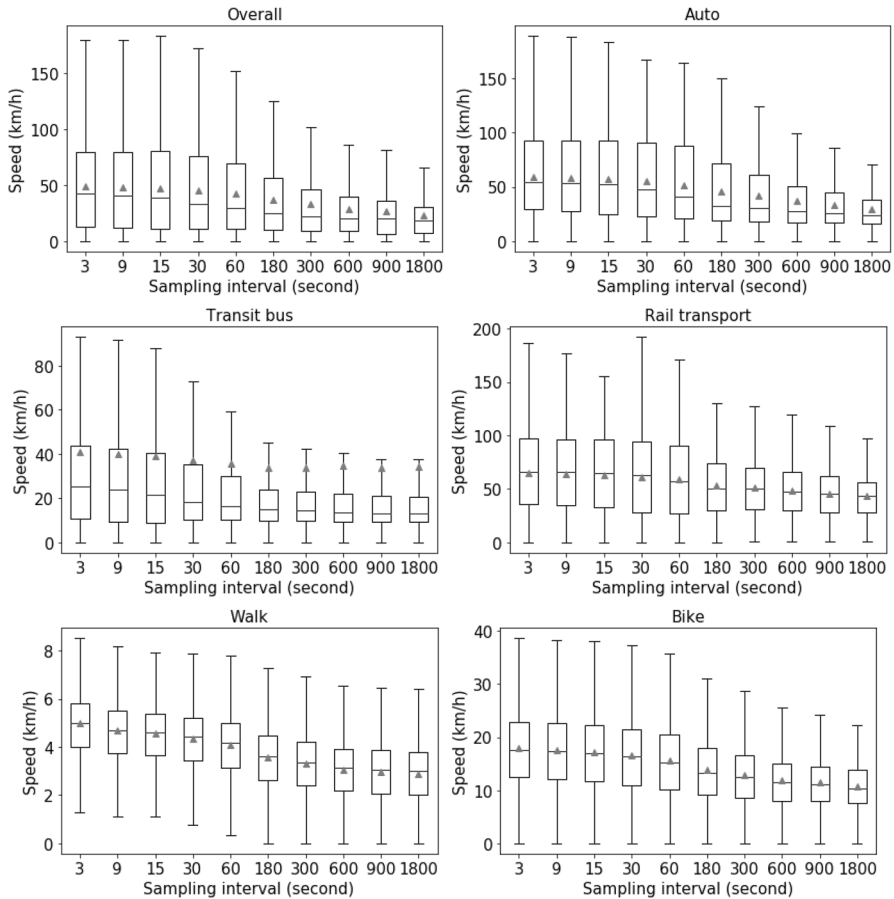 Overall
Speed (km/h)
150
100
50
0
3 9 15 30 60 180 300 600 900 1800
Sampling interval (second)
Auto
Speed (km/h)
150
100
50
0
3 9 15 30 60 180 300 600 900 1800
Sampling interval (second)
Transit bus
Speed (km/h)
80
60
40
20
0
3 9 15 30 60 180 300 600 900 1800
Sampling interval (second)
Rail transport
Speed (km/h)
200
150
100
50
0
3 9 15 30 60 180 300 600 900 1800
Sampling interval (second)
Walk
Speed (km/h)
8
6
4
2
0
3 9 15 30 60 180 300 600 900 1800
Sampling interval (second)
Bike
Speed (km/h)
40
30
20
10
0
3 9 15 30 60 180 300 600 900 1800
Sampling interval (second)